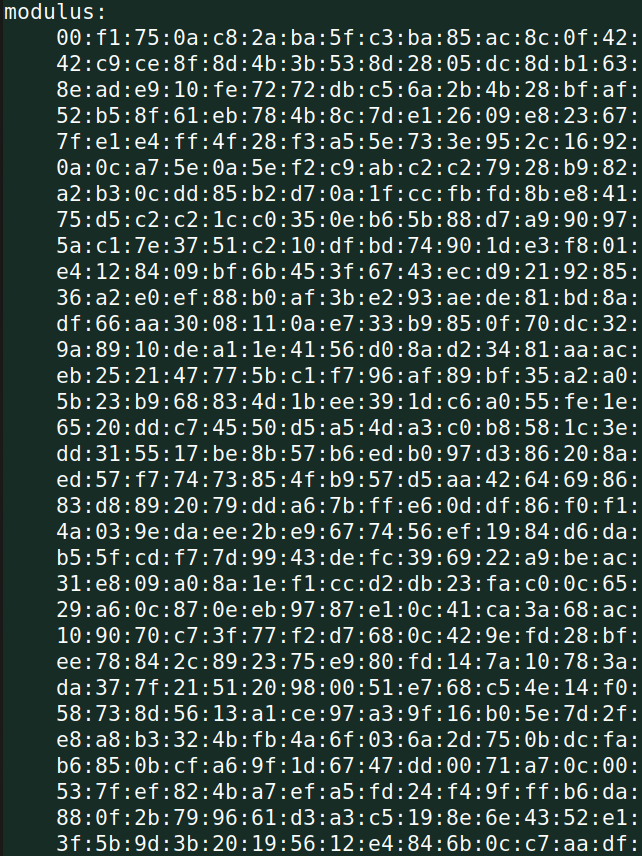 modulus:
00:f1:75:0a:c8:2a:ba:5f:c3:ba:85:ac:8c:0f:42:
42:c9:ce:8f:8d:4b:3b:53:8d:28:05:dc:8d:b1:63:
8e:ad:e9:10:fe:72:72:db:c5:6a:2b:4b:28:bf:af:
52:b5:8f:61:eb:78:4b:8c:7d:e1:26:09:e8:23:67:
7f:e1:e4:ff:4f:28:f3:a5:5e:73:3e:95:2c:16:92:
0a:0c:a7:5e:0a:5e:f2:c9:ab:c2:c2:79:28:b9:82:
a2:b3:0c:dd:85:b2:d7:0a:1f:cc:fb:fd:8b:e8:41:
75:d5:c2:c2:1c:c0:35:0e:b6:5b:88:d7:a9:90:97:
5a:c1:7e:37:51:c2:10:df:bd:74:90:1d:e3:f8:01:
e4:12:84:09:bf:6b:45:3f:67:43:ec:d9:21:92:85:
36:a2:e0:ef:88:b0:af:3b:e2:93:ae:de:81:bd:8a:
df:66:aa:30:08:11:0a:e7:33:b9:85:0f:70:dc:32:
9a:89:10:de:a1:1e:41:56:d0:8a:d2:34:81:aa:ac:
eb:25:21:47:77:5b:c1:f7:96:af:89:bf:35:a2:a0:
5b:23:b9:68:83:4d:1b:ee:39:1d:c6:a0:55:fe:1e:
65:20:dd:c7:45:50:d5:a5:4d:a3:c0:b8:58:1c:3e:
dd:31:55:17:be:8b:57:b6:ed:b0:97:d3:86:20:8a:
ed:57:f7:74:73:85:4f:b9:57:d5:aa:42:64:69:86:
83:d8:89:20:79:dd:a6:7b:ff:e6:0d:df:86:f0:f1:
4a:03:9e:da:ee:2b:e9:67:74:56:ef:19:84:d6:da:
b5:5f:cd:f7:7d:99:43:de:fc:39:69:22:a9:be:ac:
31:e8:09:a0:8a:1e:f1:cc:d2:db:23:fa:c0:0c:65:
29:a6:0c:87:0e:eb:97:87:e1:0c:41:ca:3a:68:ac:
10:90:70:c7:3f:77:f2:d7:68:0c:42:9e:fd:28:bf:
ee:78:84:2c:89:23:75:e9:80:fd:14:7a:10:78:3a:
da:37:7f:21:51:20:98:00:51:e7:68:c5:4e:14:f0:
58:73:8d:56:13:a1:ce:97:a3:9f:16:b0:5e:7d:2f:
e8:a8:b3:32:4b:fb:4a:6f:03:6a:2d:75:0b:dc:fa:
b6:85:0b:cf:a6:9f:1d:67:47:dd:00:71:a7:0c:00:
53:7f:ef:82:4b:a7:ef:a5:fd:24:f4:9f:ff:b6:da:
88:0f:2b:79:96:61:d3:a3:c5:19:8e:6e:43:52:e1:
3f:5b:9d:3b:20:19:56:12:e4:84:6b:0c:c7:aa:df: